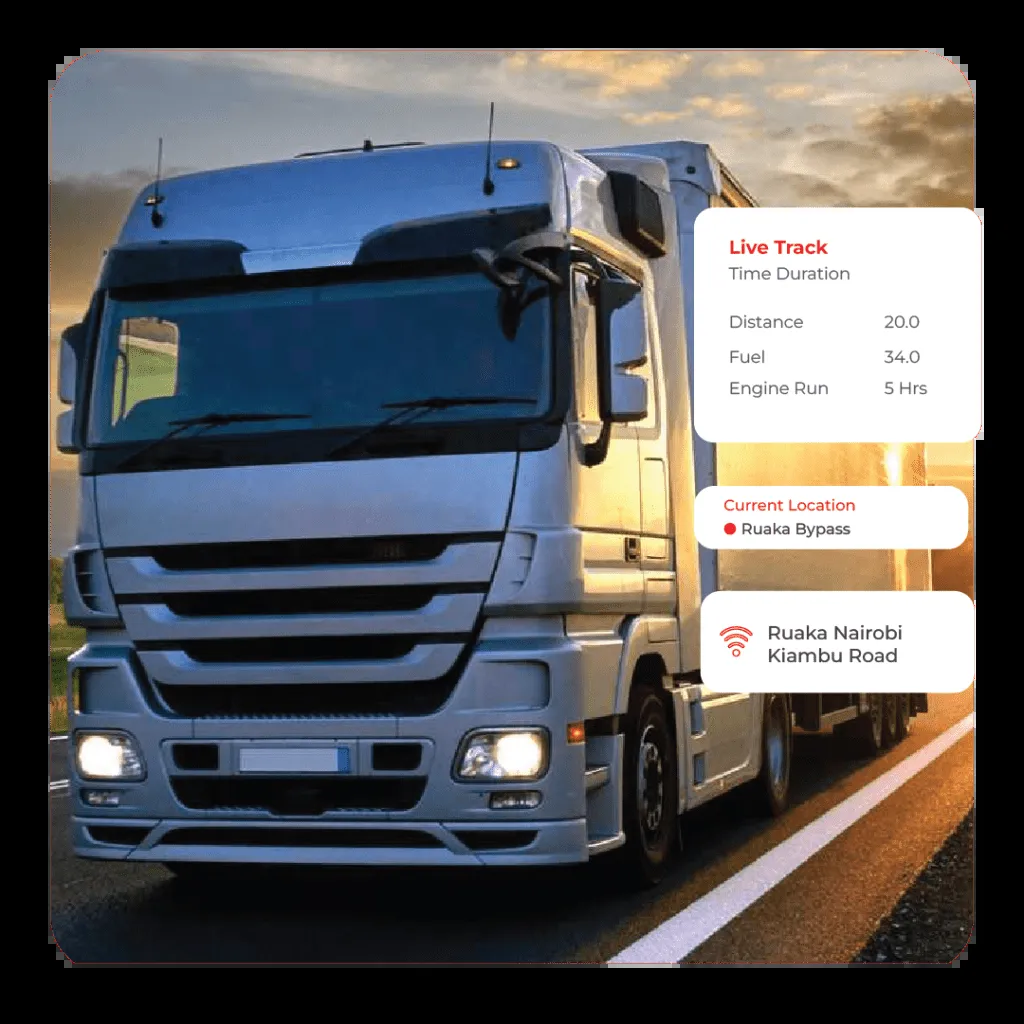 Live Track
Time Duration
Distance 20.0
Fuel 34.0
Engine Run 5 Hrs
Current Location
Ruaka Bypass
Ruaka Nairobi
Kiambu Road